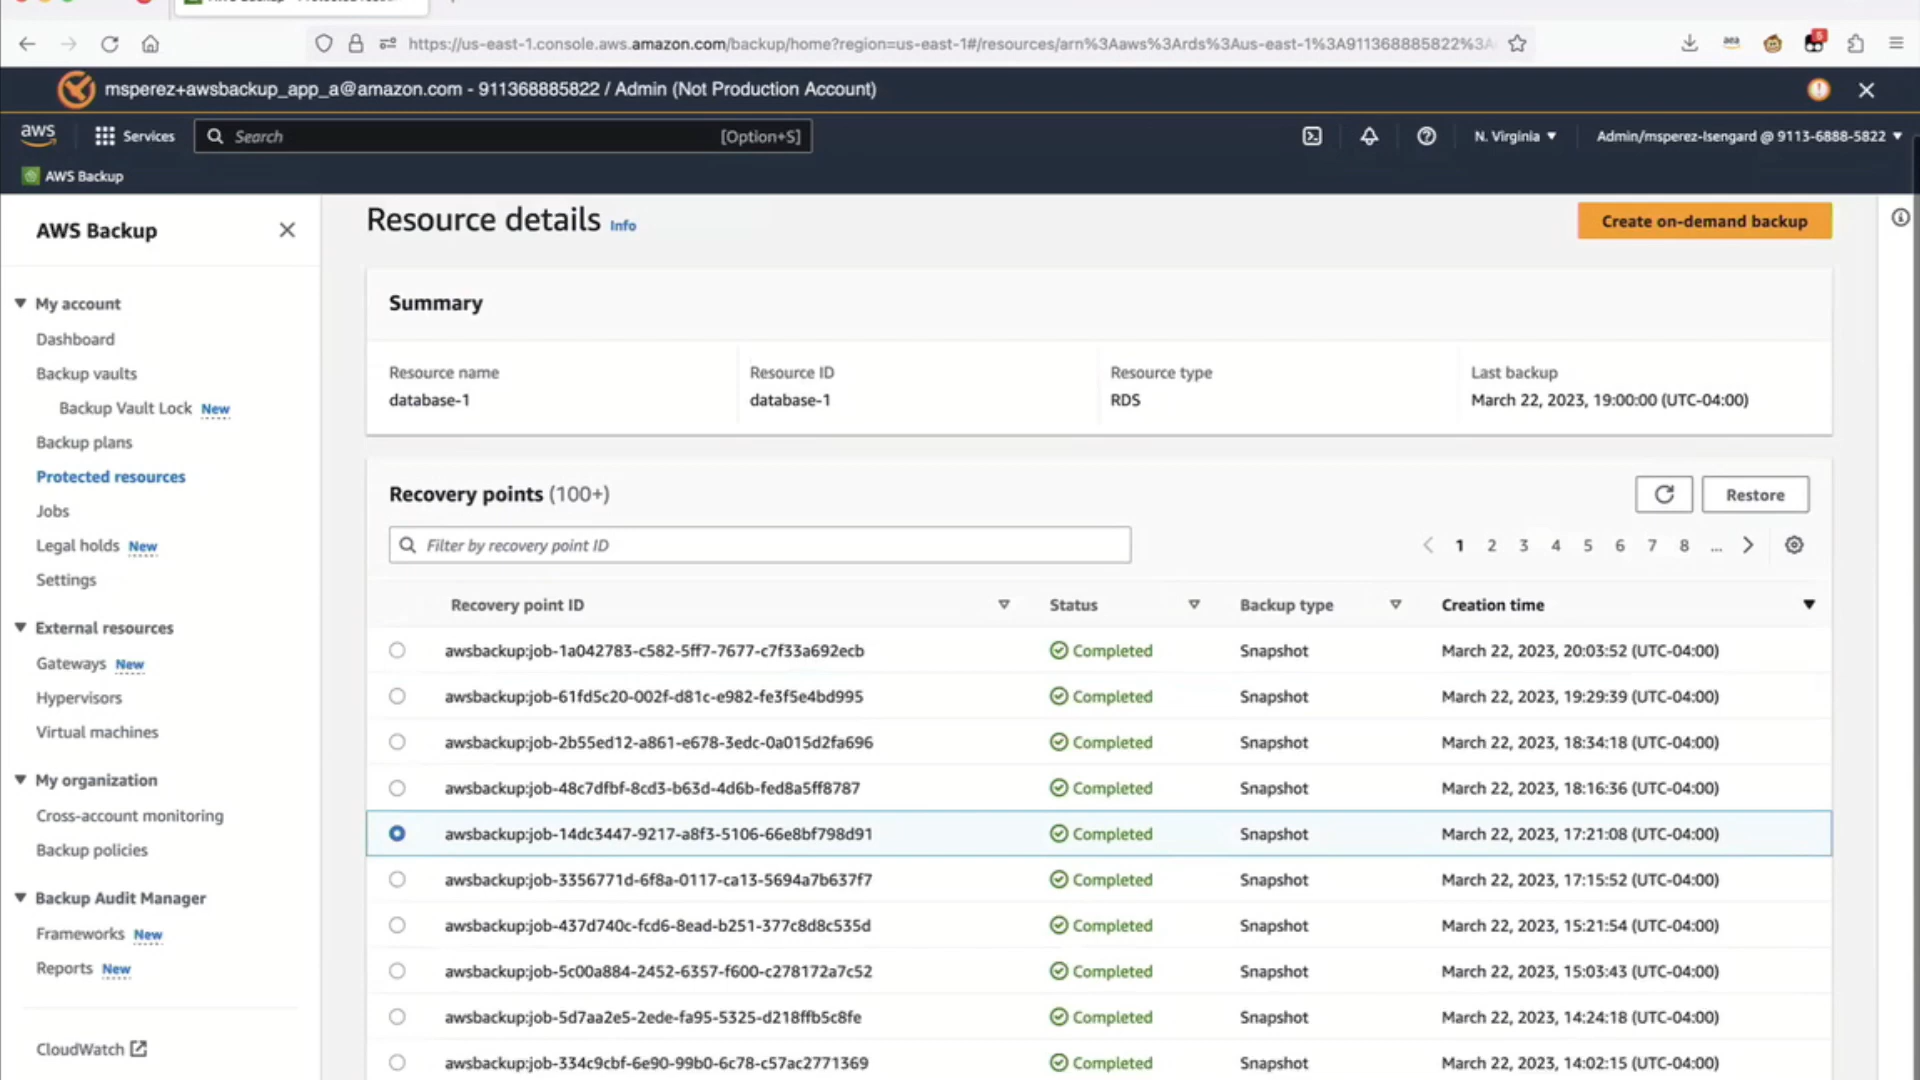 https://us-east-1.console.aws.amazon.com/backup/home?region=us-east-1#/resources/arn%3Aaws%3Ards%3Aus-east-1%3A911368885822%3A
5
msperez+awsbackup_app_a@amazon.com - 911368885822 / Admin (Not Production Account)
aws
Services
Search
[Option+S]
N. Virginia
Admin/msperez-Isengard @ 9113-6888-5822
AWS Backup
AWS Backup
My account
Dashboard
Backup vaults
Backup Vault Lock New
Backup plans
Protected resources
Jobs
Legal holds New
Settings
External resources
Gateways New
Hypervisors
Virtual machines
My organization
Cross-account monitoring
Backup policies
Backup Audit Manager
Frameworks New
Reports New
CloudWatch
Resource details Info
Create on-demand backup
Summary
Resource name
database-1
Resource ID
database-1
Resource type
RDS
Last backup
March 22, 2023, 19:00:00 (UTC-04:00)
Recovery points (100+)
Restore
Filter by recovery point ID
1 2 3 4 5 6 7 8 ...
Recovery point ID Status Backup type Creation time
awsbackup:job-1a042783-c582-5ff7-7677-c7f33a692ecb Completed Snapshot March 22, 2023, 20:03:52 (UTC-04:00)
awsbackup:job-61fd5c20-002f-d81c-e982-fe3f5e4bd995 Completed Snapshot March 22, 2023, 19:29:39 (UTC-04:00)
awsbackup:job-2b55ed12-a861-e678-3edc-0a015d2fa696 Completed Snapshot March 22, 2023, 18:34:18 (UTC-04:00)
awsbackup:job-48c7dfbf-8cd3-b63d-4d6b-fed8a5ff8787 Completed Snapshot March 22, 2023, 18:16:36 (UTC-04:00)
awsbackup:job-14dc3447-9217-a8f3-5106-66e8bf798d91 Completed Snapshot March 22, 2023, 17:21:08 (UTC-04:00)
awsbackup:job-3356771d-6f8a-0117-ca13-5694a7b637f7 Completed Snapshot March 22, 2023, 17:15:52 (UTC-04:00)
awsbackup:job-437d740c-fcd6-8ead-b251-377c8d8c535d Completed Snapshot March 22, 2023, 15:21:54 (UTC-04:00)
awsbackup:job-5c00a884-2452-6357-f600-c278172a7c52 Completed Snapshot March 22, 2023, 15:03:43 (UTC-04:00)
awsbackup:job-5d7aa2e5-2ede-fa95-5325-d218ffb5c8fe Completed Snapshot March 22, 2023, 14:24:18 (UTC-04:00)
awsbackup:job-334c9cbf-6e90-99b0-6c78-c57ac2771369 Completed Snapshot March 22, 2023, 14:02:15 (UTC-04:00)